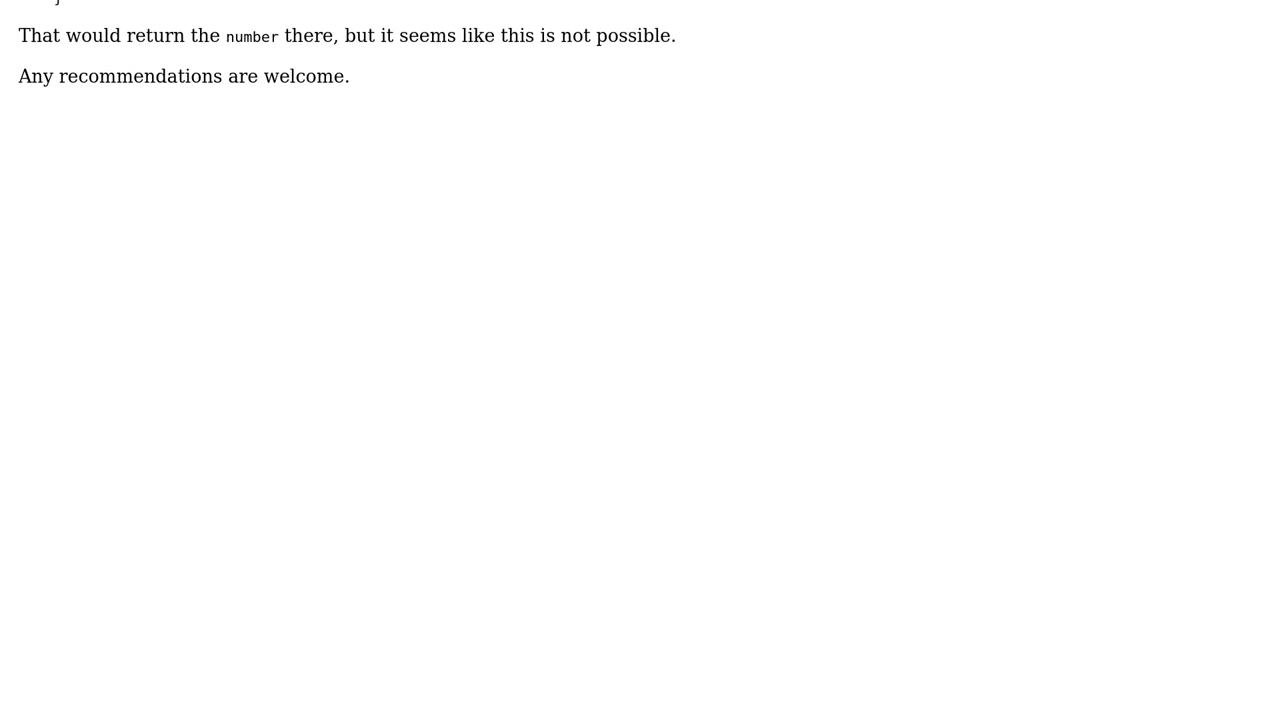 That would return the number there, but it seems like this is not possible.
Any recommendations are welcome.